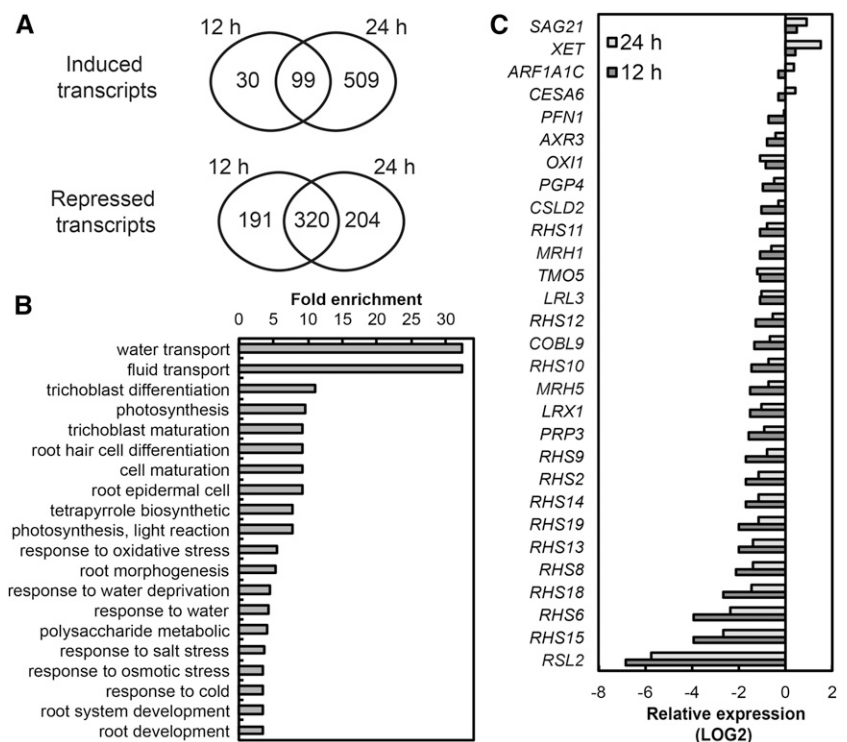 A
12 h
24 h
Induced
transcripts
30
99
509
12 h
24 h
Repressed
transcripts
191
320
204
B
Fold enrichment
0 5 10 15 20 25 30
water transport
fluid transport
trichoblast differentiation
photosynthesis
trichoblast maturation
root hair cell differentiation
cell maturation
root epidermal cell
tetrapyrrole biosynthetic
photosynthesis, light reaction
response to oxidative stress
root morphogenesis
response to water deprivation
response to water
polysaccharide metabolic
response to salt stress
response to osmotic stress
response to cold
root system development
root development
C
24 h
12 h
SAG21
XET
ARF1A1C
CESA6
PFN1
AXR3
OXI1
PGP4
CSLD2
RHS11
MRH1
TMO5
LRL3
RHS12
COBL9
RHS10
MRH5
LRX1
PRP3
RHS9
RHS2
RHS14
RHS19
RHS13
RHS8
RHS18
RHS6
RHS15
RSL2
-8 -6 -4 -2 0 2
Relative expression
(LOG2)